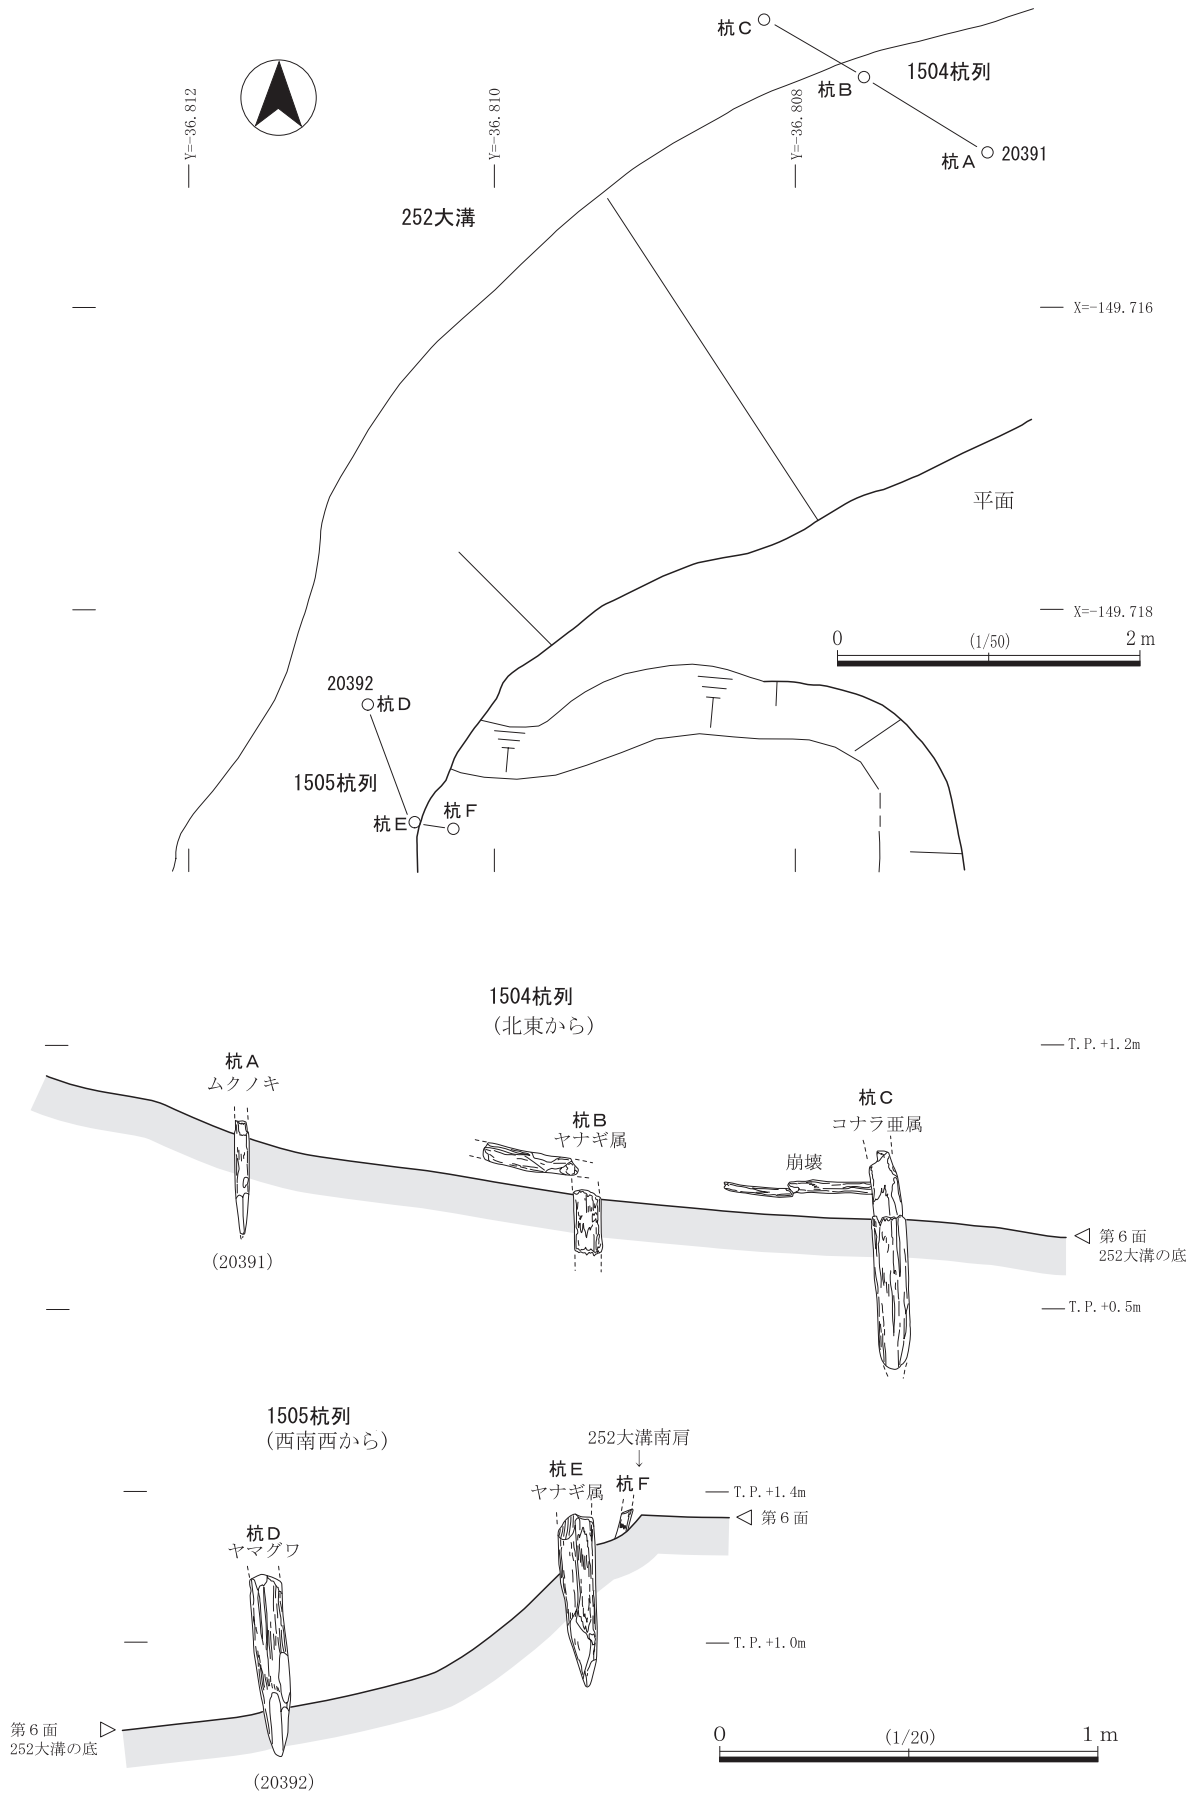 杭C
1504杭列
杭B
杭A
20391
Y=-36.812
Y=-36.810
Y=-36.808
252大溝
X=-149.716
平面
X=-149.718
0
(1/50)
2m
20392
杭D
1505杭列
杭E
杭F
1504杭列
(北東から)
T.P.+1.2m
杭A
ムクノキ
杭B
ヤナギ属
杭C
コナラ亜属
崩壊
(20391)
第6面
252大溝の底
T.P.+0.5m
1505杭列
(西南西から)
252大溝南肩
↓
杭E
ヤナギ属
杭F
T.P.+1.4m
第6面
杭D
ヤマグワ
T.P.+1.0m
第6面
252大溝の底
(20392)
0
(1/20)
1m